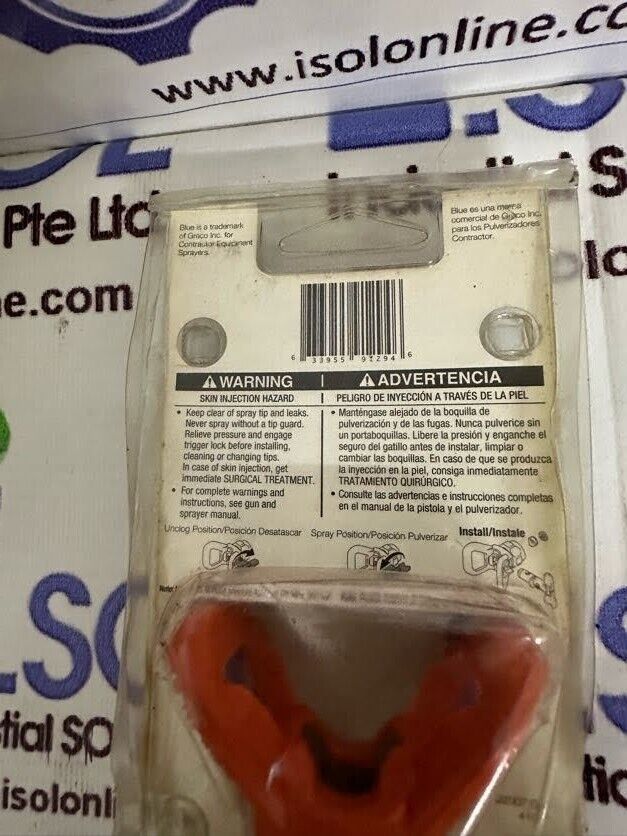 www.isolonline.co
Pte Ltd
e.com
Blue is a trademark
of Graco Inc. for
Contractor Equipment
Sprayers.
Blue es una marca
comercial de Graco Inc.
para los Pulverizadores
Contractor.
6 33955 91294 6
WARNING
SKIN INJECTION HAZARD
• Keep clear of spray tip and leaks.
Never spray without a tip guard.
Relieve pressure and engage
trigger lock before installing,
cleaning or changing tips.
In case of skin injection, get
immediate SURGICAL TREATMENT.
• For complete warnings and
instructions, see gun and
sprayer manual.
ADVERTENCIA
PELIGRO DE INYECCIÓN A TRAVÉS DE LA PIEL
• Manténgase alejado de la boquilla de
pulverización y de las fugas. Nunca pulverice sin
un portaboquillas. Libere la presión y enganche el
seguro del gatillo antes de instalar, limpiar o
cambiar las boquillas. En caso de que se produzca
la inyección en la piel, consiga inmediatamente
TRATAMIENTO QUIRÚRGICO.
• Consulte las advertencias e instrucciones completas
en el manual de la pistola y el pulverizador.
Unclog Position/Posición Desatascar
Spray Position/Posición Pulverizar
Install/Instale
tial SO
isolonli